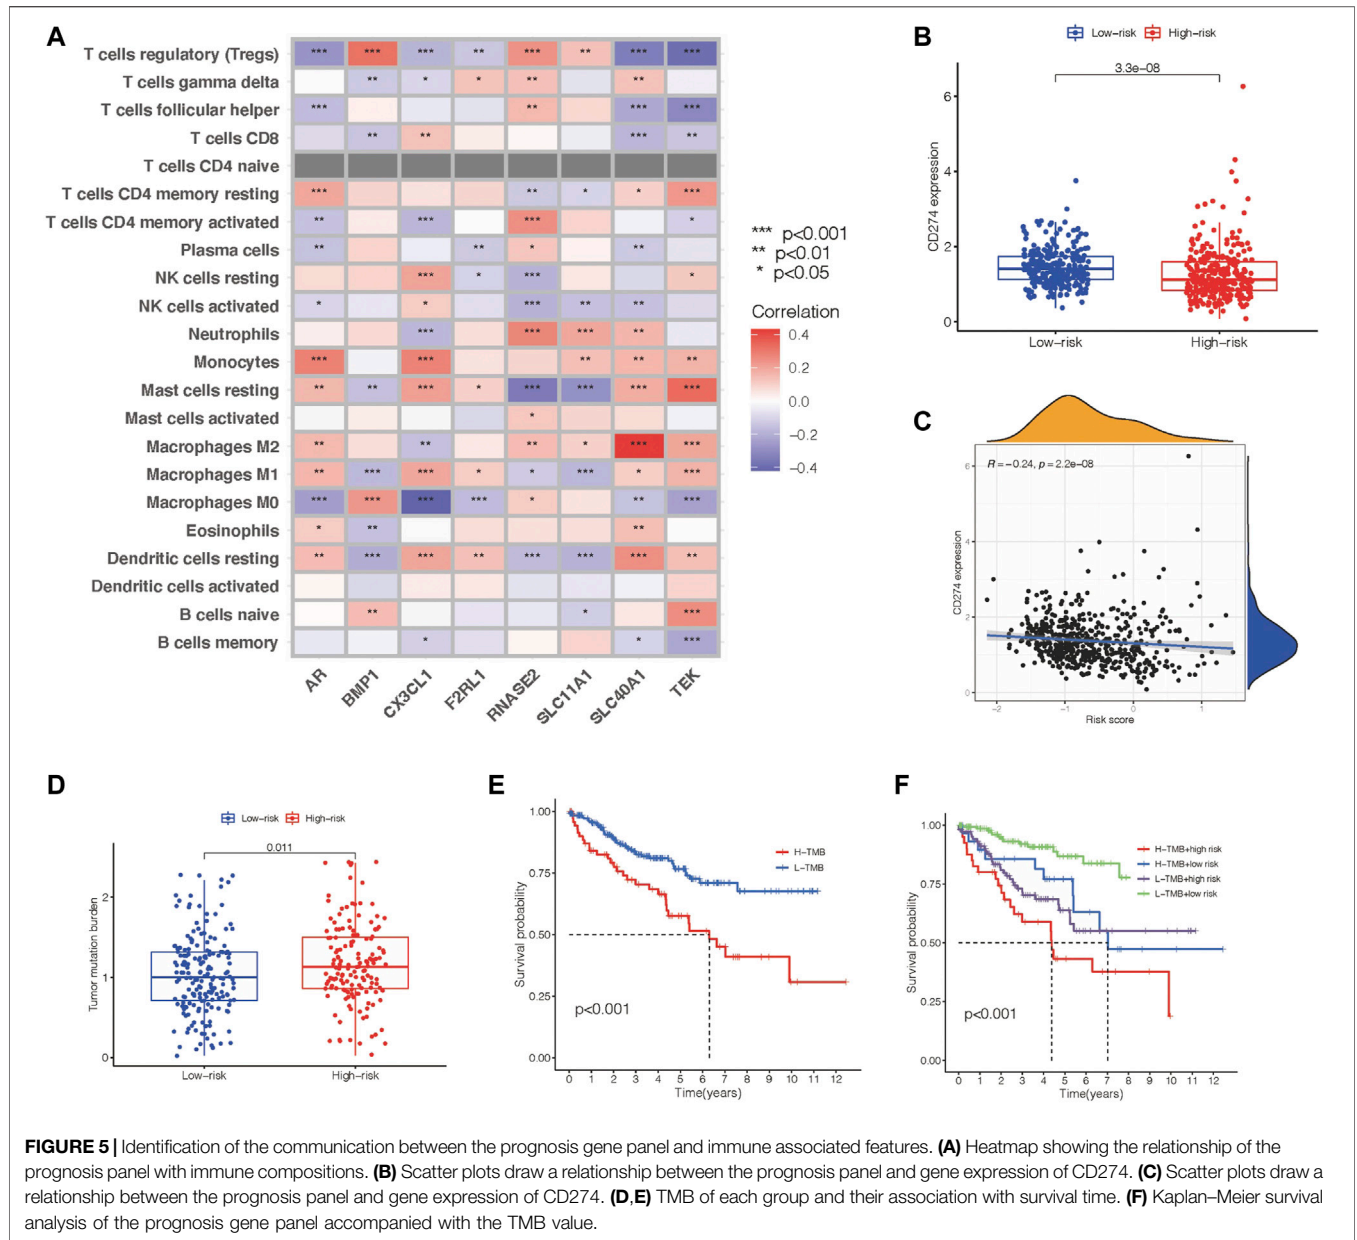 A
T cells regulatory (Tregs) *** *** *** ** *** ** *** ***
T cells gamma delta ** * * ** **
T cells follicular helper *** ** *** ***
T cells CD8 ** ** *** **
T cells CD4 naive
T cells CD4 memory resting *** ** * * ***
T cells CD4 memory activated ** *** *** *
Plasma cells ** ** * **
NK cells resting *** * *** *
NK cells activated * * *** ** **
Neutrophils *** *** *** **
Monocytes *** *** ** ** **
Mast cells resting ** ** *** * *** *** *** ***
Mast cells activated *
Macrophages M2 ** ** ** * *** ***
Macrophages M1 ** *** *** * * *** * ***
Macrophages M0 *** *** *** *** * ** ***
Eosinophils * ** **
Dendritic cells resting ** *** *** ** *** *** *** **
Dendritic cells activated
B cells naive ** * ***
B cells memory * * ***
AR BMP1 CX3CL1 F2RL1 RNASE2 SLC11A1 SLC40A1 TEK
*** p<0.001
** p<0.01
* p<0.05
Correlation
0.4
0.2
0.0
−0.2
−0.4
B
Low−risk High−risk
3.3e−08
CD274 expression
6
4
2
0
Low−risk High−risk
C
R = −0.24, p = 2.2e−08
CD274 expression
6
4
2
0
−2 −1 0 1
Risk score
D
Low−risk High−risk
0.011
Tumor mutation burden
2
1
0
Low−risk High−risk
E
H−TMB
L−TMB
Survival probability
1.00
0.75
0.50
0.25
0.00
p<0.001
0 1 2 3 4 5 6 7 8 9 10 11 12
Time(years)
F
H−TMB+high risk
H−TMB+low risk
L−TMB+high risk
L−TMB+low risk
Survival probability
1.00
0.75
0.50
0.25
0.00
p<0.001
0 1 2 3 4 5 6 7 8 9 10 11 12
Time(years)
FIGURE 5 | Identification of the communication between the prognosis gene panel and immune associated features. (A) Heatmap showing the relationship of the
prognosis panel with immune compositions. (B) Scatter plots draw a relationship between the prognosis panel and gene expression of CD274. (C) Scatter plots draw a
relationship between the prognosis panel and gene expression of CD274. (D,E) TMB of each group and their association with survival time. (F) Kaplan–Meier survival
analysis of the prognosis gene panel accompanied with the TMB value.